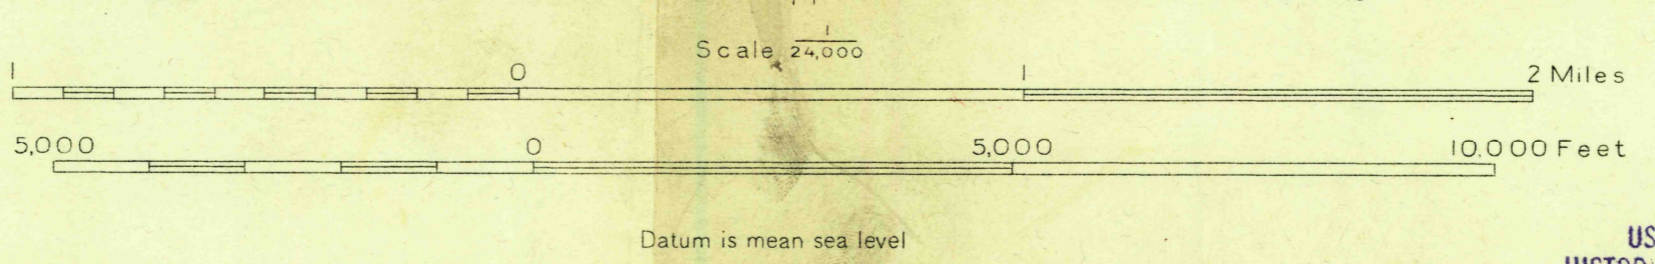 Scale 1/24,000
1 0 1 2 Miles
5,000 0 5,000 10,000 Feet
Datum is mean sea level
US